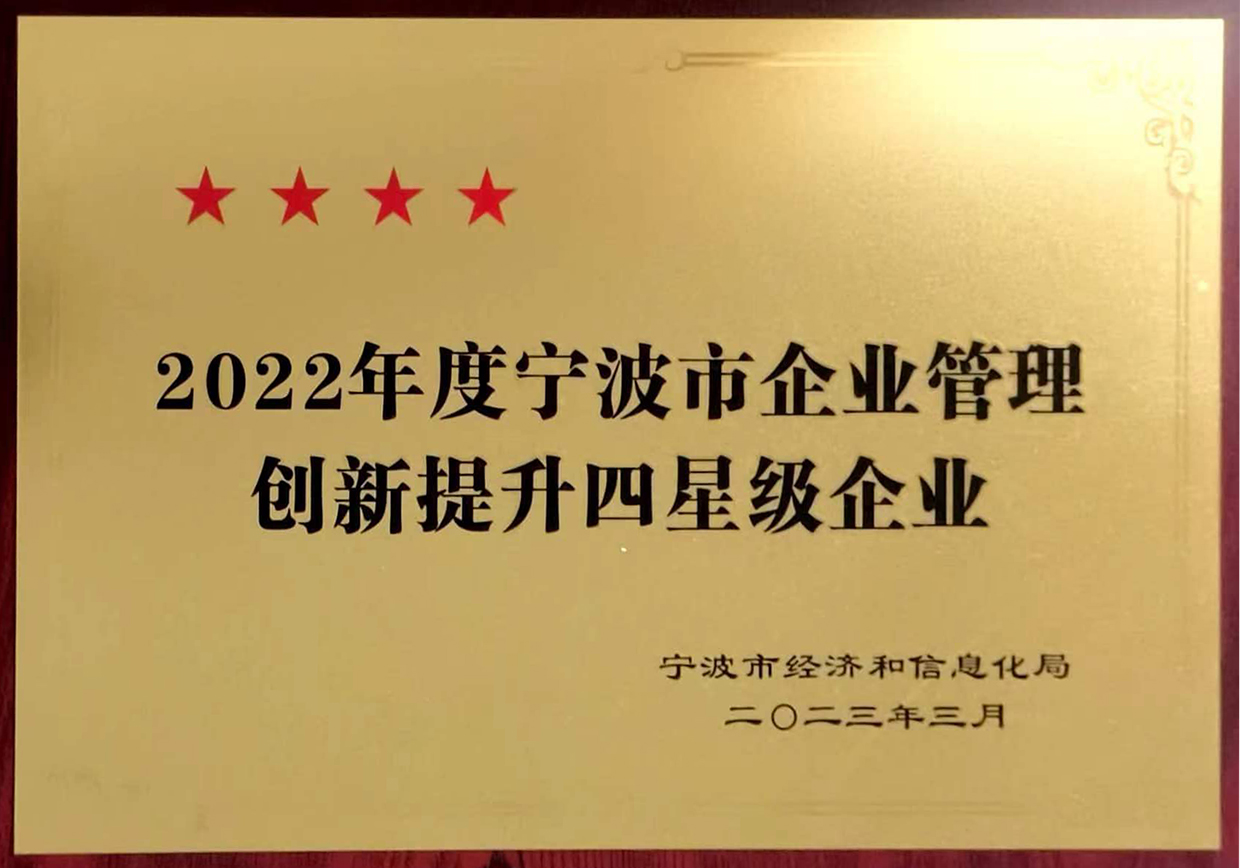 2022年度宁波市企业管理
创新提升四星级企业
宁波市经济和信息化局
二〇二三年三月